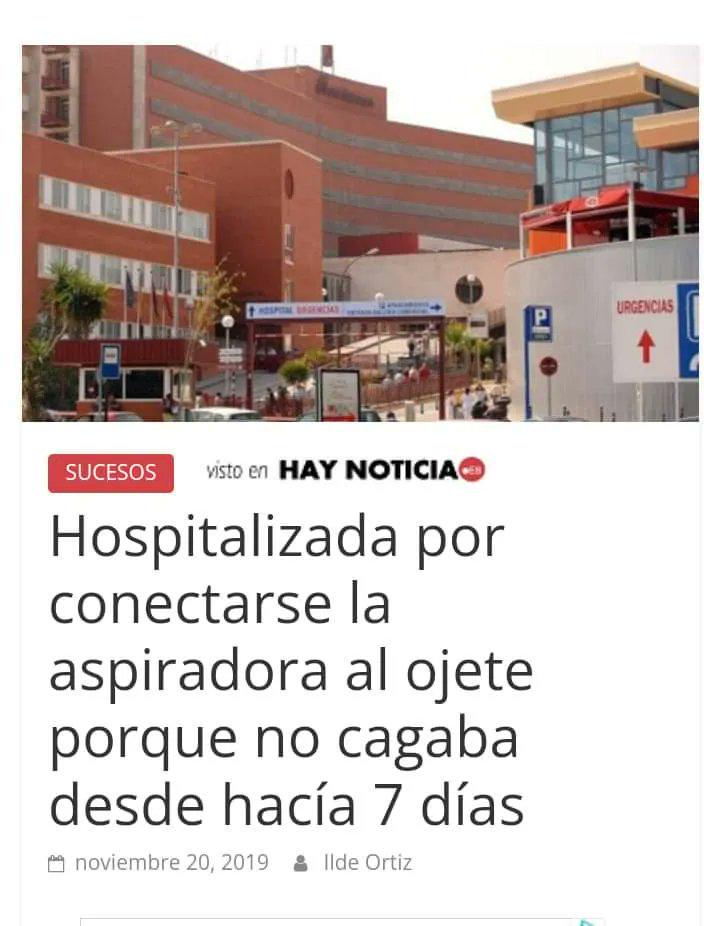 HOSPITAL URGENCIAS
P
URGENCIAS
SUCESOS
visto en HAY NOTICIA
Hospitalizada por
conectarse la
aspiradora al ojete
porque no cagaba
desde hacía 7 días
noviembre 20, 2019 Ilde Ortiz